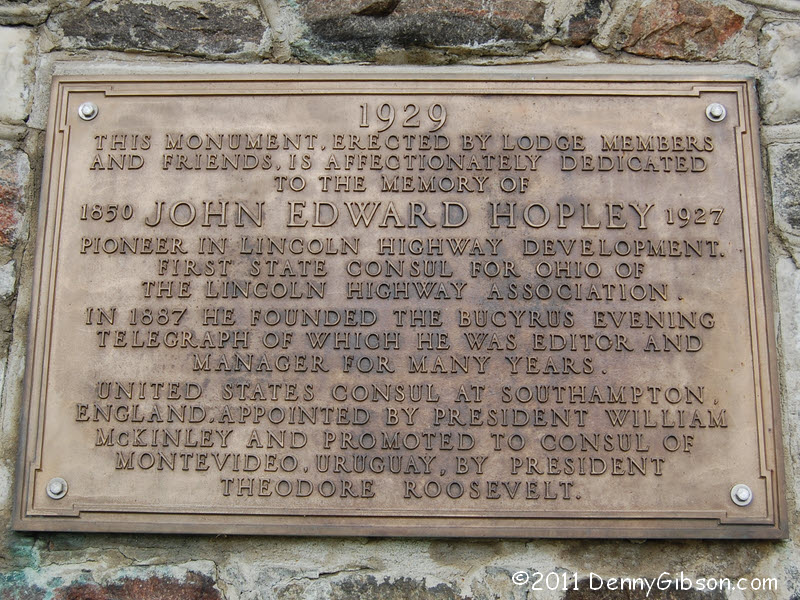 1929
THIS MONUMENT, ERECTED BY LODGE MEMBERS
AND FRIENDS, IS AFFECTIONATELY DEDICATED
TO THE MEMORY OF
1850 JOHN EDWARD HOPLEY 1927
PIONEER IN LINCOLN HIGHWAY DEVELOPMENT.
FIRST STATE CONSUL FOR OHIO OF
THE LINCOLN HIGHWAY ASSOCIATION.
IN 1887 HE FOUNDED THE BUCYRUS EVENING
TELEGRAPH OF WHICH HE WAS EDITOR AND
MANAGER FOR MANY YEARS.
UNITED STATES CONSUL AT SOUTHAMPTON,
ENGLAND, APPOINTED BY PRESIDENT WILLIAM
McKINLEY AND PROMOTED TO CONSUL OF
MONTEVIDEO, URUGUAY, BY PRESIDENT
THEODORE ROOSEVELT.
©2011 DennyGibson.com